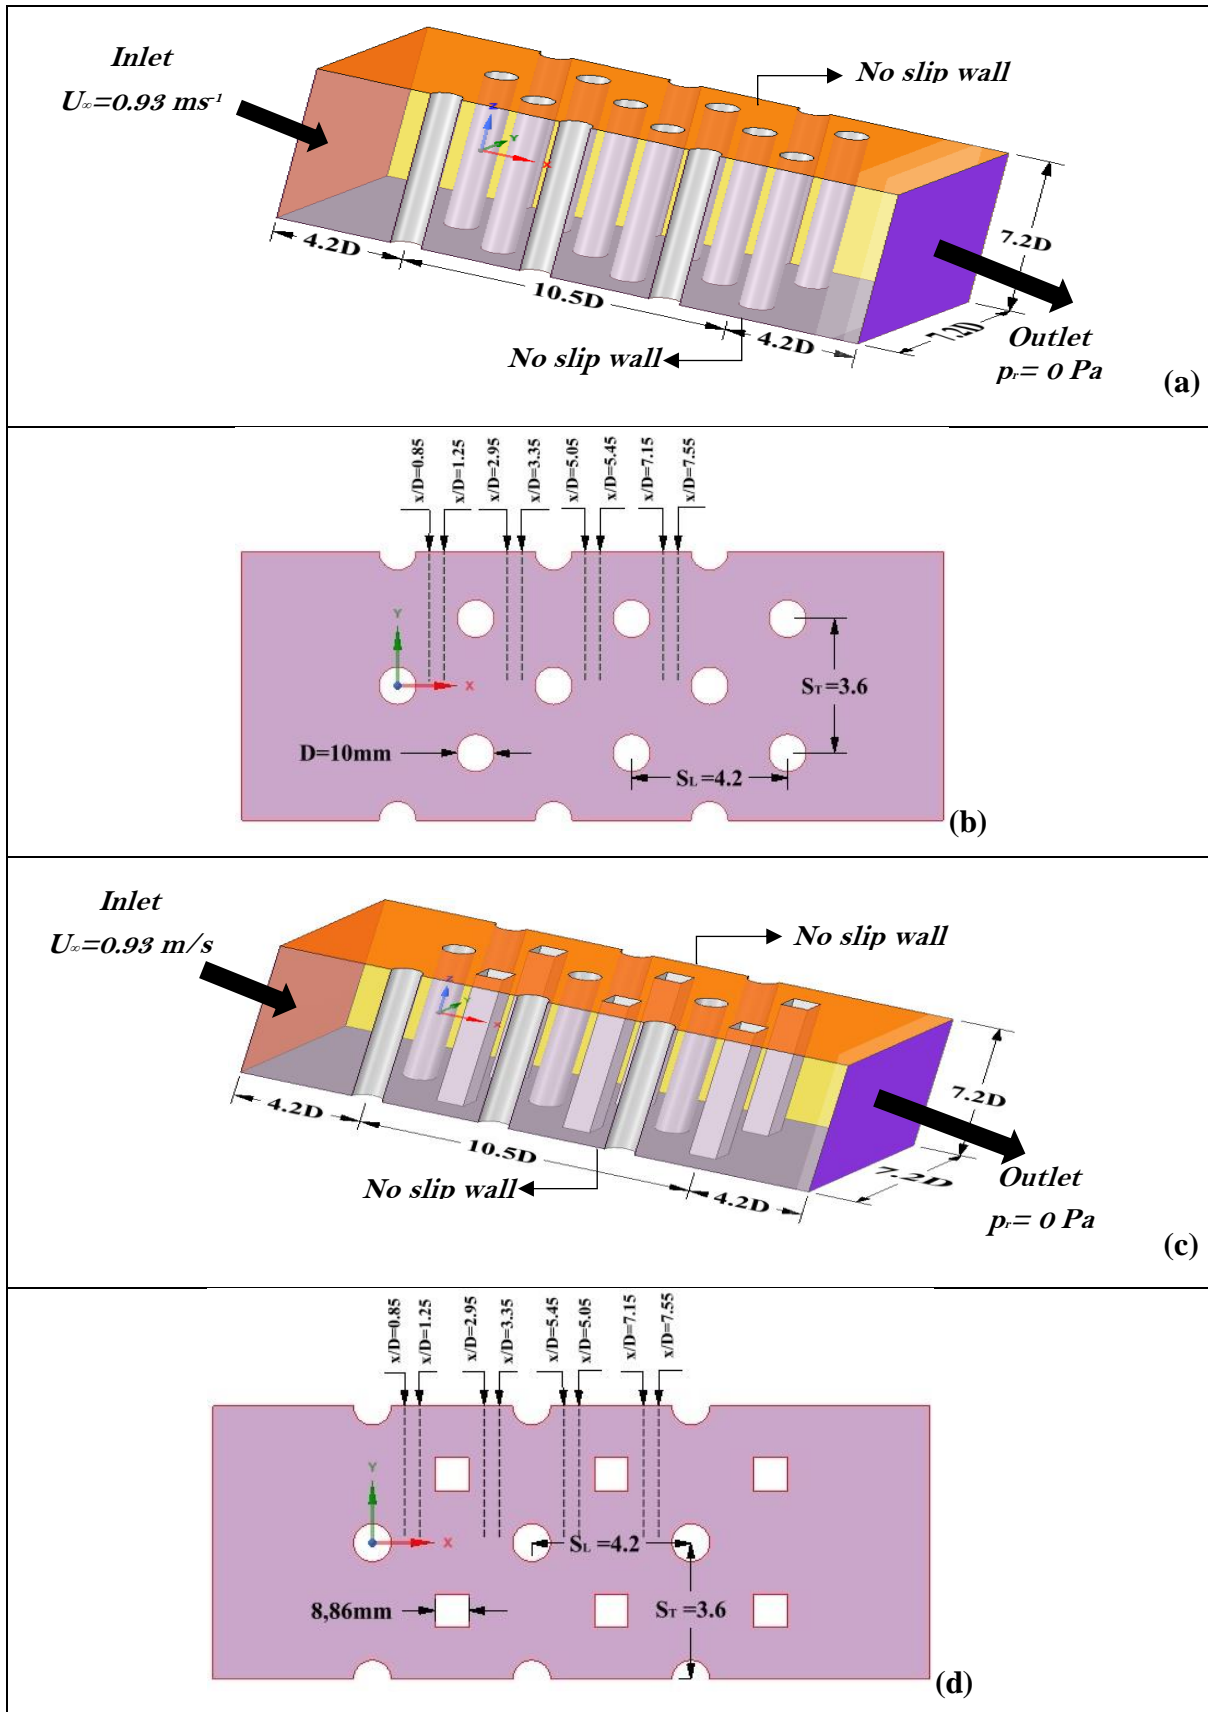 Inlet
U∞=0.93 ms⁻¹
No slip wall
Z
Y
X
4.2D
10.5D
4.2D
7.2D
7.2D
No slip wall
Outlet
pᵣ= 0 Pa
(a)
x/D=0.85
x/D=1.25
x/D=2.95
x/D=3.35
x/D=5.05
x/D=5.45
x/D=7.15
x/D=7.55
Y
X
S_T=3.6
D=10mm
S_L=4.2
(b)
Inlet
U∞=0.93 m/s
No slip wall
Z
Y
X
4.2D
10.5D
4.2D
7.2D
7.2D
No slip wall
Outlet
pᵣ= 0 Pa
(c)
x/D=0.85
x/D=1.25
x/D=2.95
x/D=3.35
x/D=5.45
x/D=5.05
x/D=7.15
x/D=7.55
Y
X
S_L=4.2
8,86mm
S_T=3.6
(d)